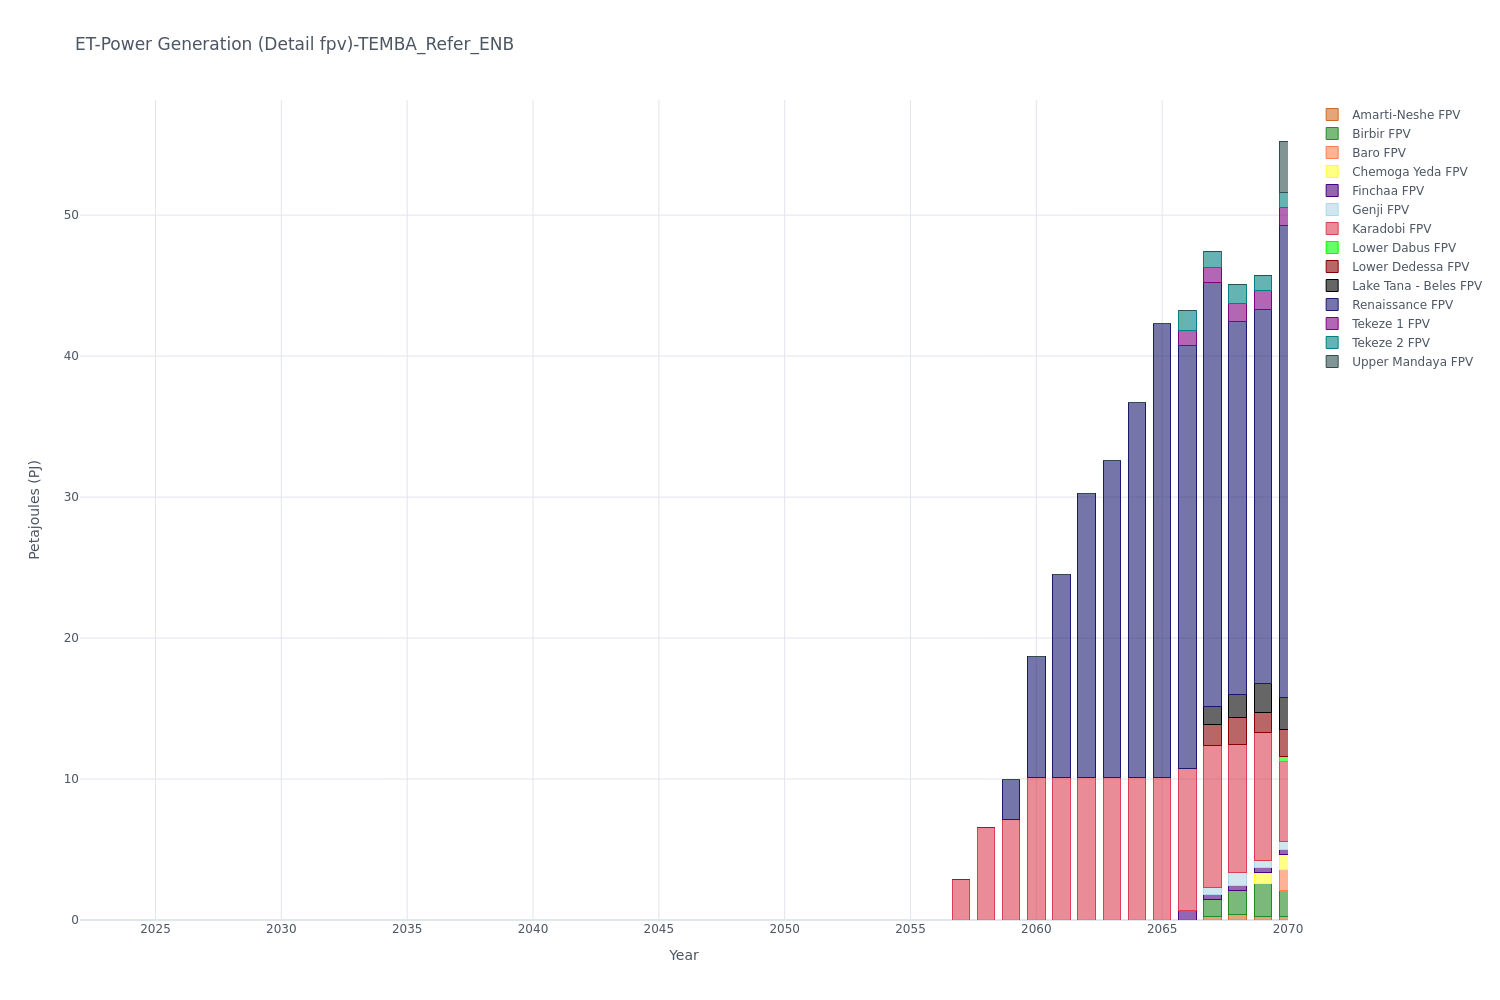 ET-Power Generation (Detail fpv)-TEMBA_Refer_ENB
Petajoules (PJ)
50
40
30
20
10
0
2025 2030 2035 2040 2045 2050 2055 2060 2065 2070
Year
Amarti-Neshe FPV
Birbir FPV
Baro FPV
Chemoga Yeda FPV
Finchaa FPV
Genji FPV
Karadobi FPV
Lower Dabus FPV
Lower Dedessa FPV
Lake Tana - Beles FPV
Renaissance FPV
Tekeze 1 FPV
Tekeze 2 FPV
Upper Mandaya FPV